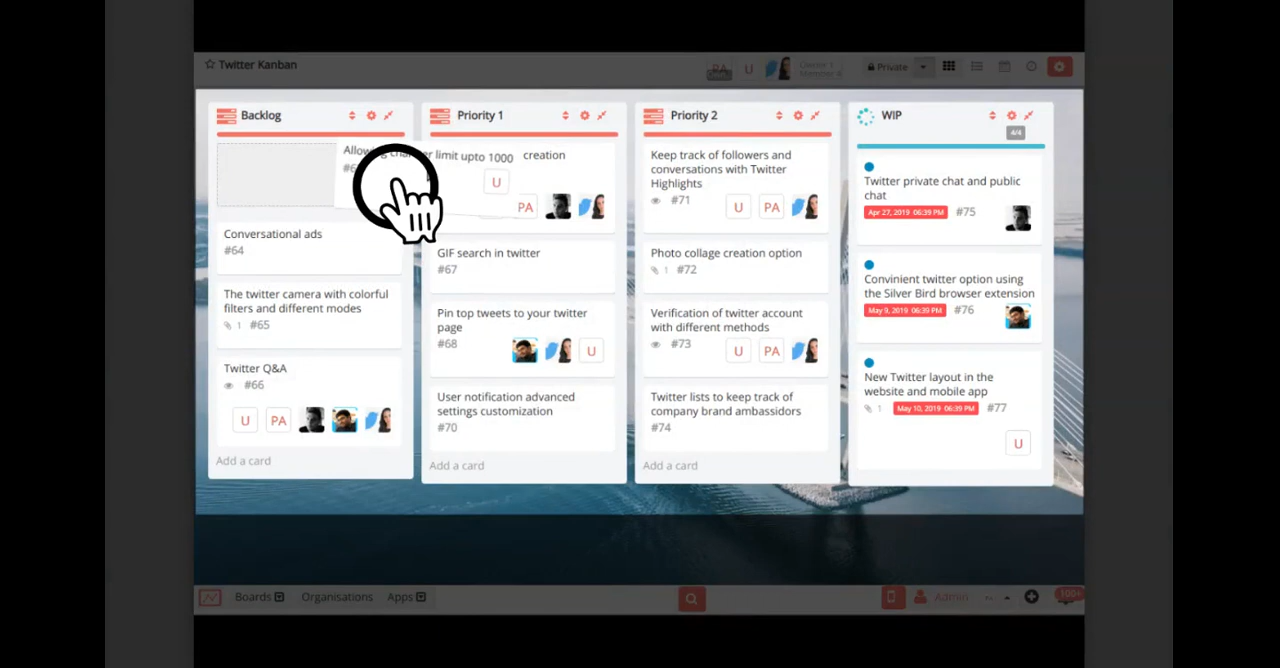 Twitter Kanban
U
Owner 1
Member 4
Private
Backlog
Allowing limit upto 1000
U
Conversational ads
#64
The twitter camera with colorful
filters and different modes
1 #65
Twitter Q&A
#66
U PA
Add a card
Priority 1
creation
PA
GIF search in twitter
#67
Pin top tweets to your twitter
page
#68
U
User notification advanced
settings customization
#70
Add a card
Priority 2
Keep track of followers and
conversations with Twitter
Highlights
#71
U PA
Photo collage creation option
1 #72
Verification of twitter account
with different methods
#73
U PA
Twitter lists to keep track of
company brand ambassidors
#74
Add a card
WIP
4/4
Twitter private chat and public
chat
Apr 27, 2019 06:39 PM #75
Convinient twitter option using
the Silver Bird browser extension
May 9, 2019 06:39 PM #76
New Twitter layout in the
website and mobile app
1 May 10, 2019 06:39 PM #77
U
Boards Organisations Apps
Admin
100+